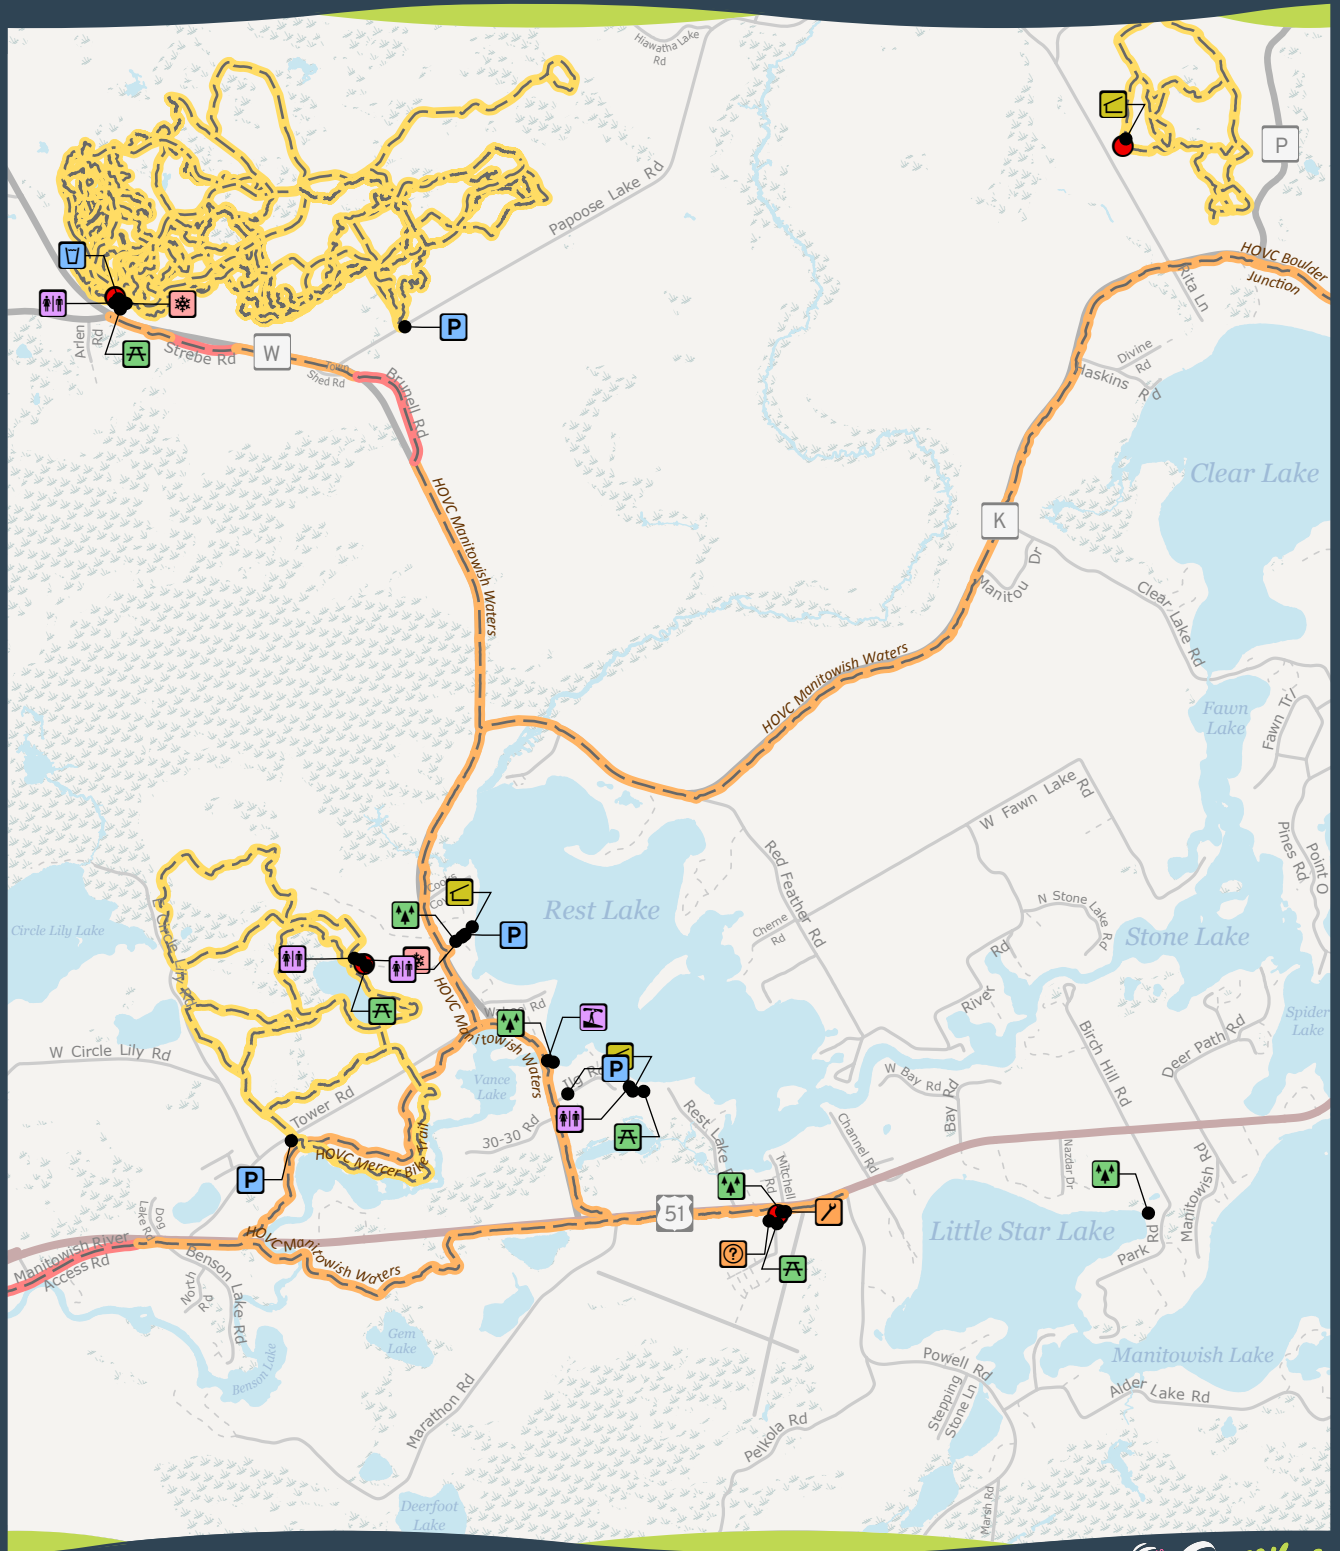 Hiawatha Lake
Rd
P
Papoose Lake Rd
HOVC Boulder
Junction
Rita Ln
P
Arlen
Rd
Strebe Rd
W
Town
Shed Rd
Brunell Rd
Divine
Rd
Haskins Rd
Clear Lake
HOVC Manitowish Waters
K
Manitou Dr
Clear Lake Rd
HOVC Manitowish Waters
Fawn
Lake
Fawn Trl
W Fawn Lake Rd
Pines Rd
Point O
Red Feather Rd
Cherne
Rd
N Stone Lake Rd
Stone Lake
Rest Lake
P
Circle Lily Lake
E Circle Lily Rd
HOVC Manitowish Waters
River Rd
Spider
Lake
W Circle Lily Rd
Vance
Lake
P
Birch Hill Rd
Deer Path Rd
W Bay Rd
Bay Rd
Tower Rd
30-30 Rd
Rest Lake
Channel Rd
HOVC Mercer Bike Trail
P
Mitchell
Rd
Nazdar Dr
Manitowish Rd
Dog
Lake Rd
51
?
Little Star Lake
Park Rd
Manitowish River
Access Rd
HOVC Manitowish Waters
North
Rd
Benson Lake Rd
Benson Lake
Gem
Lake
Manitowish Lake
Powell Rd
Stepping
Stone Ln
Alder Lake Rd
Marathon Rd
Pelkola Rd
Marsh Rd
Deerfoot
Lake